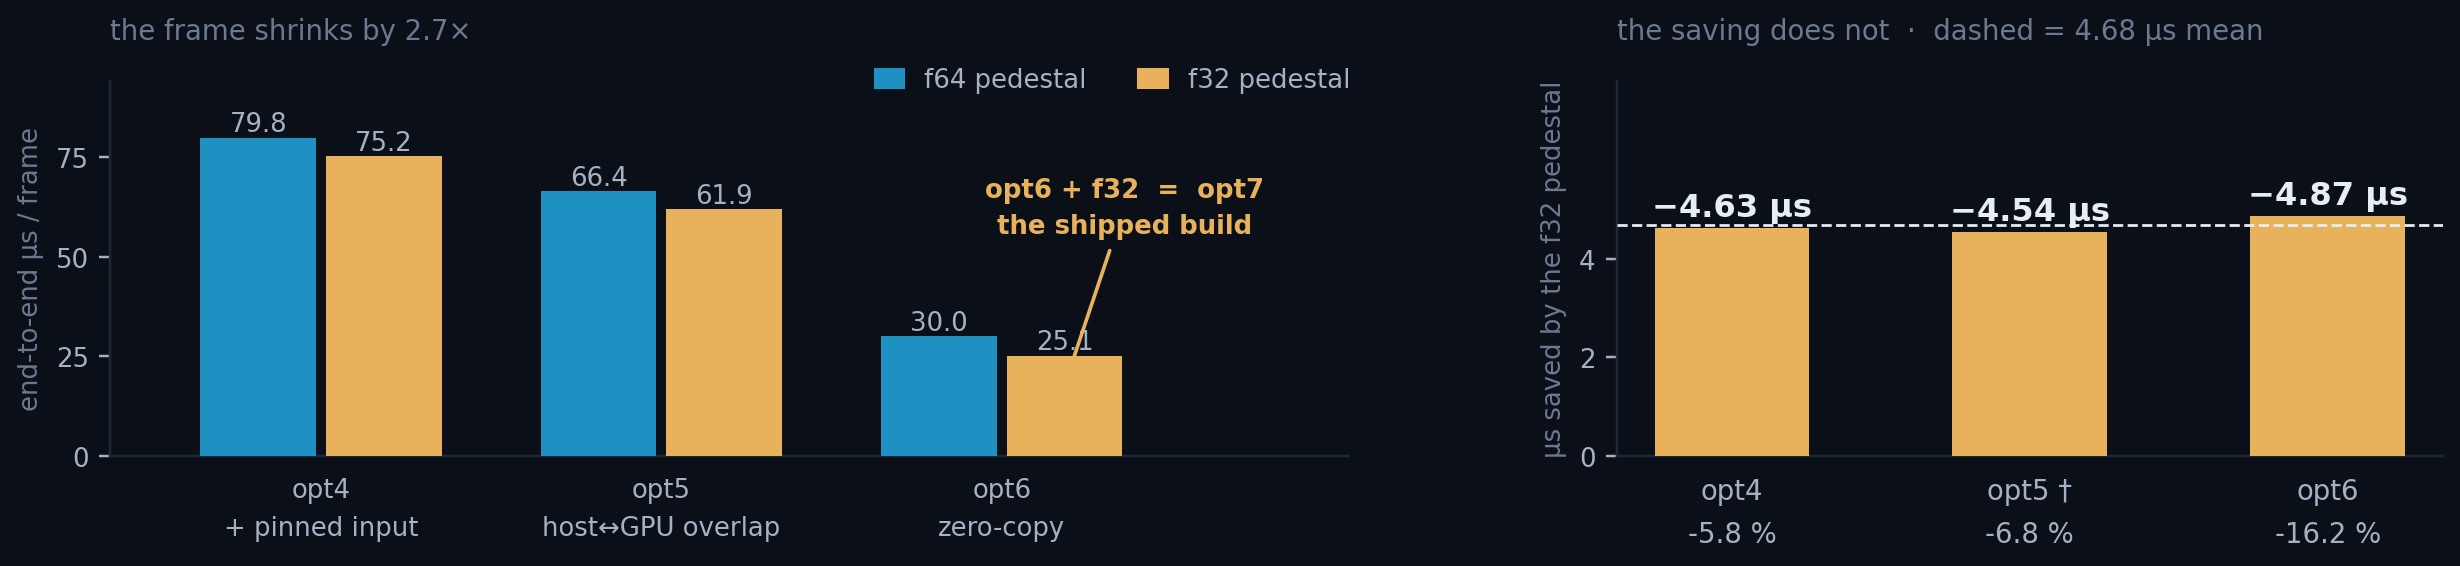 the frame shrinks by 2.7×
f64 pedestal
f32 pedestal
end-to-end µs / frame
75
50
25
0
79.8
75.2
66.4
61.9
30.0
25.1
opt6 + f32 = opt7
the shipped build
opt4
+ pinned input
opt5
host↔GPU overlap
opt6
zero-copy
the saving does not · dashed = 4.68 µs mean
µs saved by the f32 pedestal
4
2
0
−4.63 µs
−4.54 µs
−4.87 µs
opt4
-5.8 %
opt5 †
-6.8 %
opt6
-16.2 %